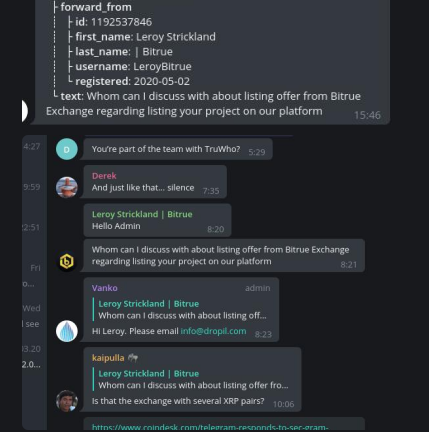 forward_from
id: 1192537846
first_name: Leroy Strickland
last_name: | Bitrue
username: LeroyBitrue
registered: 2020-05-02
text: Whom can I discuss with about listing offer from Bitrue
Exchange regarding listing your project on our platform
15:46
4:27
D
You're part of the team with TruWho? 5:29
Derek
9:59
And just like that... silence 7:35
Leroy Strickland | Bitrue
2:51
Hello Admin 8:20
Whom can I discuss with about listing offer from Bitrue Exchange
regarding listing your project on our platform 8:21
Fri
o...
Vanko admin
Leroy Strickland | Bitrue
Wed
Whom can I discuss with about listing off...
l see
Hi Leroy. Please email info@dropil.com 8:23
3.20
kaipulla
2.0...
Leroy Strickland | Bitrue
Whom can I discuss with about listing offer fro...
Is that the exchange with several XRP pairs? 10:06
https://www.coindesk.com/telegram-responds-to-ser-gram-